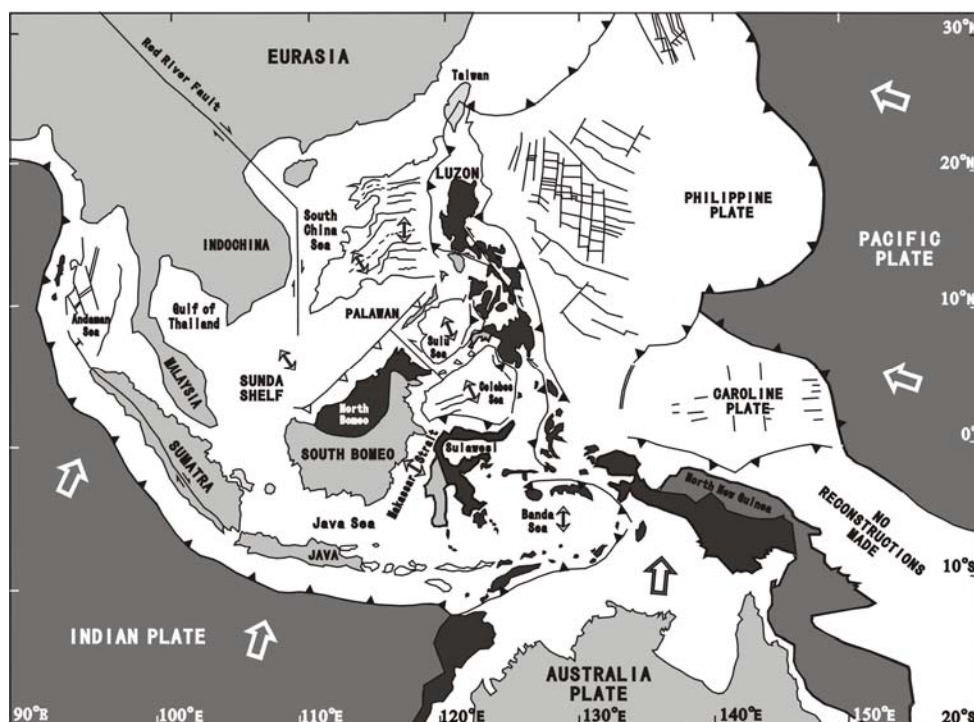 30°N
EURASIA
Red River Fault
Taiwan
20°N
LUZON
PHILIPPINE
PLATE
South
China
Sea
INDOCHINA
PACIFIC
PLATE
10°N
Gulf of
Thailand
Andaman
Sea
PALAWAN
Sulu
Sea
MALAYSIA
SUNDA
SHELF
Celebes
Sea
CAROLINE
PLATE
North
Borneo
0°
SOUTH BORNEO
Makassar Strait
Sulawesi
SUMATRA
North New Guinea
NO
RECONSTRUCTIONS
MADE
Java Sea
Banda
Sea
JAVA
10°S
INDIAN PLATE
AUSTRALIA
PLATE
90°E
100°E
110°E
120°E
130°E
140°E
150°E
20°S